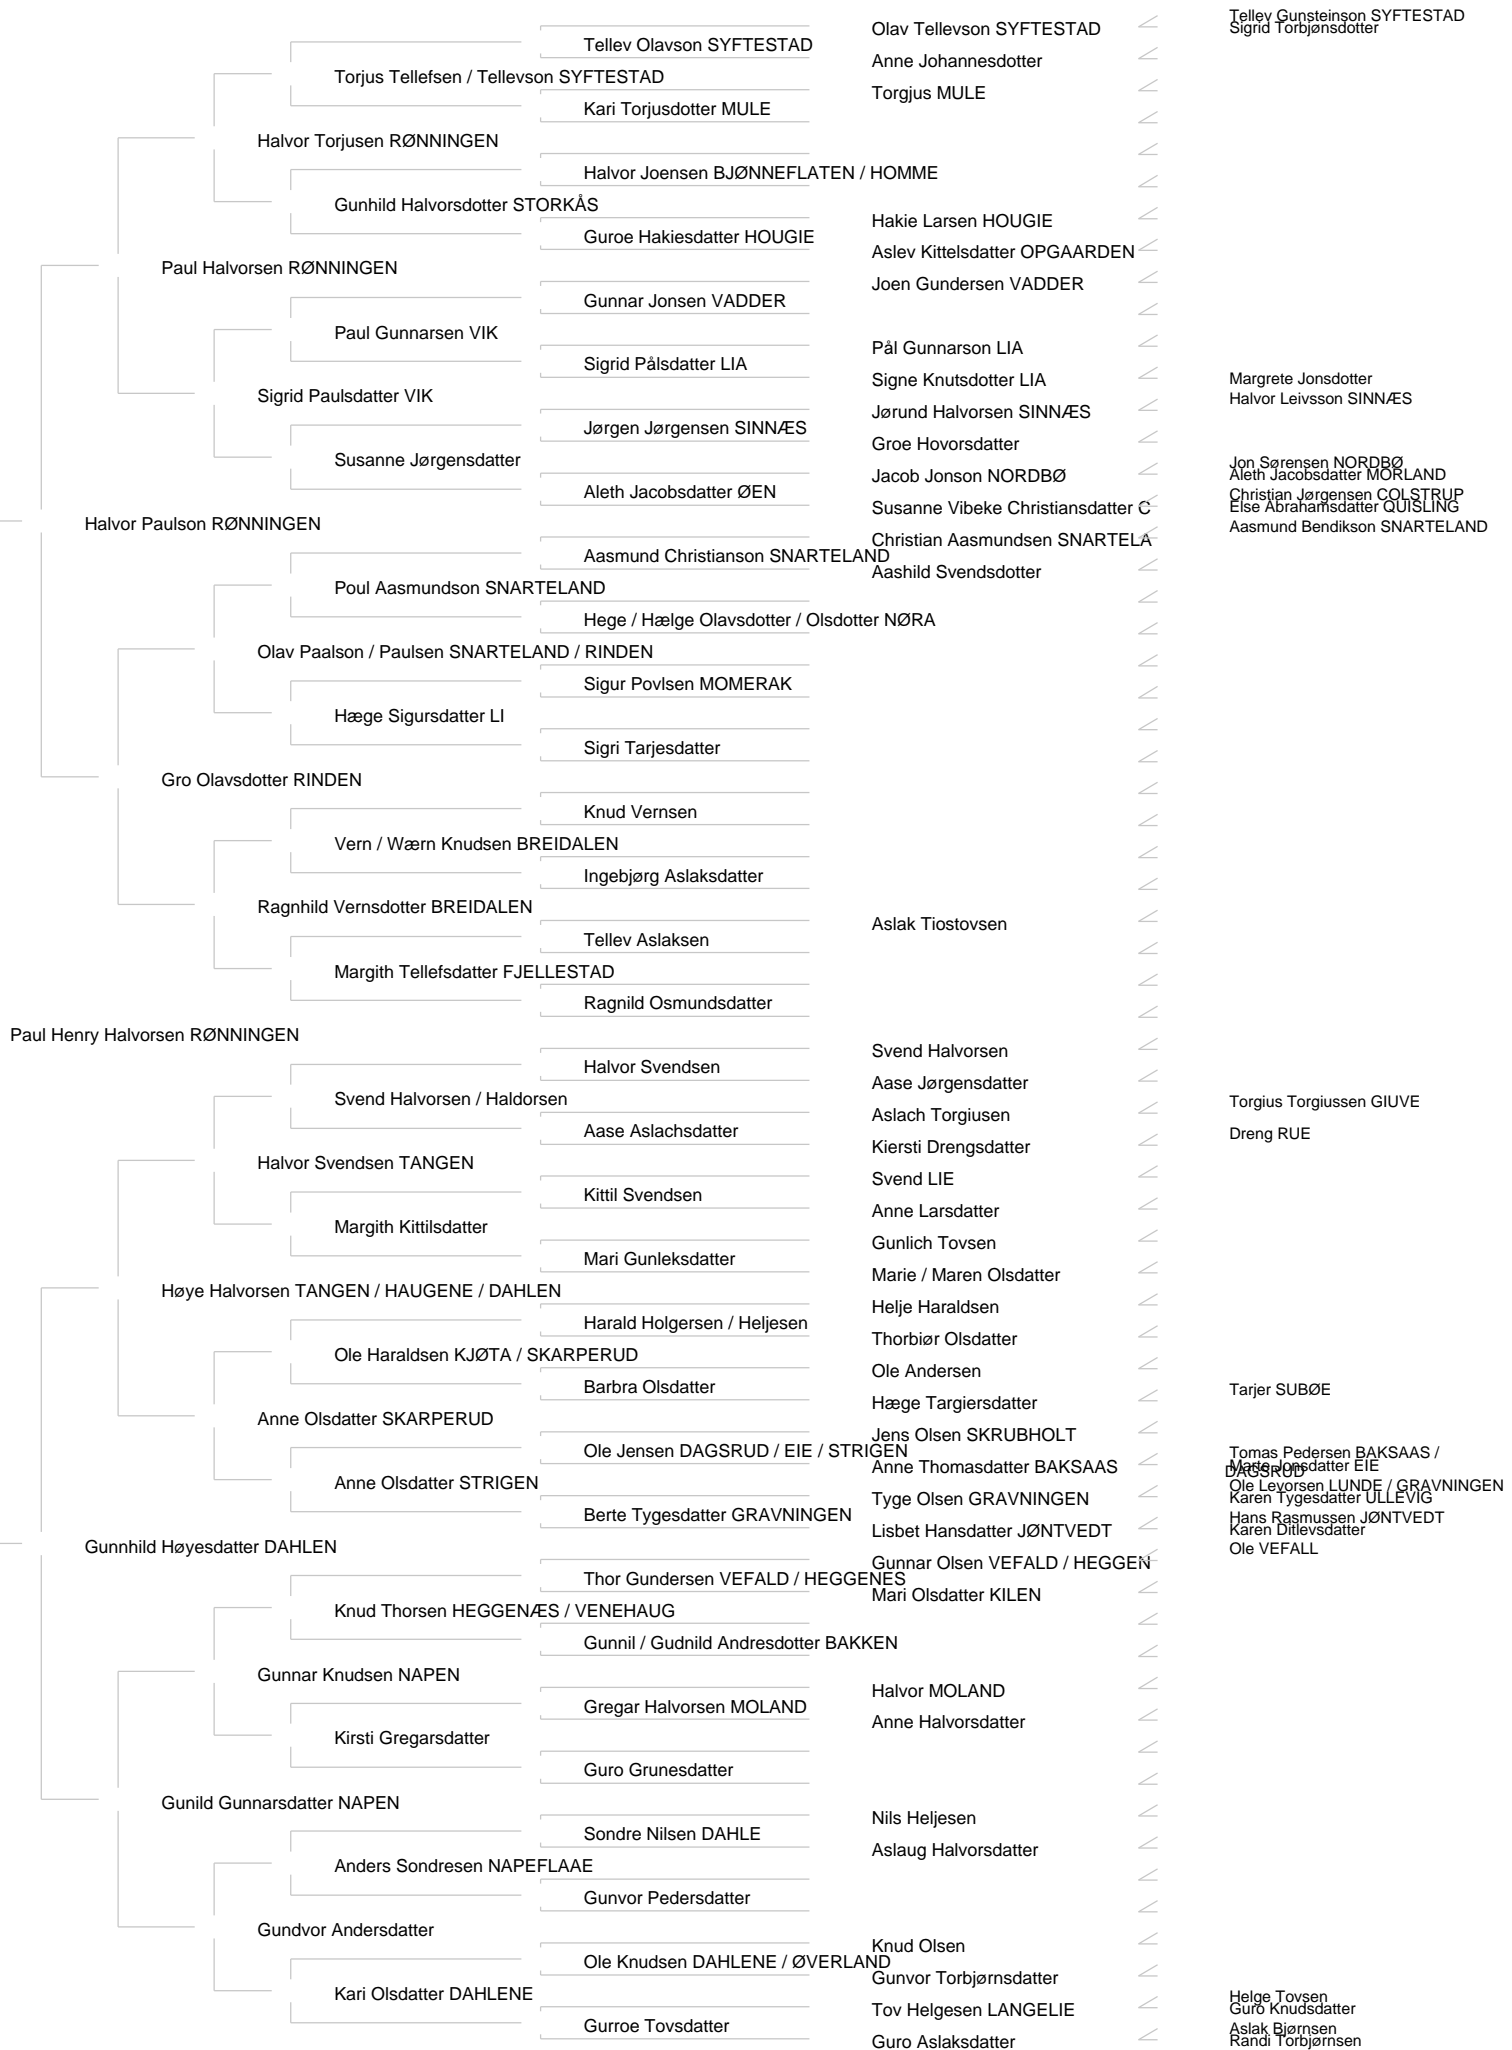 Tellev Gunsteinson SYFTESTAD
Olav Tellevson SYFTESTAD
Sigrid Torbjønsdotter
Tellev Olavson SYFTESTAD
Anne Johannesdotter
Torjus Tellefsen / Tellevson SYFTESTAD
Torgjus MULE
Kari Torjusdotter MULE
Halvor Torjusen RØNNINGEN
Halvor Joensen BJØNNEFLATEN / HOMME
Gunhild Halvorsdotter STORKÅS
Hakie Larsen HOUGIE
Guroe Hakiesdatter HOUGIE
Aslev Kittelsdatter OPGAARDEN
Paul Halvorsen RØNNINGEN
Joen Gundersen VADDER
Gunnar Jonsen VADDER
Paul Gunnarsen VIK
Pål Gunnarson LIA
Sigrid Pålsdatter LIA
Signe Knutsdotter LIA
Margrete Jonsdotter
Sigrid Paulsdatter VIK
Halvor Leivsson SINNÆS
Jørund Halvorsen SINNÆS
Jørgen Jørgensen SINNÆS
Groe Hovorsdatter
Susanne Jørgensdatter
Jon Sørensen NORDBØ
Jacob Jonson NORDBØ
Aleth Jacobsdatter MORLAND
Aleth Jacobsdatter ØEN
Christian Jørgensen COLSTRUP
Susanne Vibeke Christiansdatter C
Else Abrahamsdatter QUISLING
Halvor Paulson RØNNINGEN
Aasmund Bendikson SNARTELAND
Christian Aasmundsen SNARTELA
Aasmund Christianson SNARTELAND
Aashild Svendsdotter
Poul Aasmundson SNARTELAND
Hege / Hælge Olavsdotter / Olsdotter NØRA
Olav Paalson / Paulsen SNARTELAND / RINDEN
Sigur Povlsen MOMERAK
Hæge Sigursdatter LI
Sigri Tarjesdatter
Gro Olavsdotter RINDEN
Knud Vernsen
Vern / Wærn Knudsen BREIDALEN
Ingebjørg Aslaksdatter
Ragnhild Vernsdotter BREIDALEN
Aslak Tiostovsen
Tellev Aslaksen
Margith Tellefsdatter FJELLESTAD
Ragnild Osmundsdatter
Paul Henry Halvorsen RØNNINGEN
Svend Halvorsen
Halvor Svendsen
Aase Jørgensdatter
Svend Halvorsen / Haldorsen
Torgius Torgiussen GIUVE
Aslach Torgiusen
Aase Aslachsdatter
Dreng RUE
Kiersti Drengsdatter
Halvor Svendsen TANGEN
Svend LIE
Kittil Svendsen
Anne Larsdatter
Margith Kittilsdatter
Gunlich Tovsen
Mari Gunleksdatter
Marie / Maren Olsdatter
Høye Halvorsen TANGEN / HAUGENE / DAHLEN
Helje Haraldsen
Harald Holgersen / Heljesen
Thorbiør Olsdatter
Ole Haraldsen KJØTA / SKARPERUD
Ole Andersen
Barbra Olsdatter
Tarjer SUBØE
Hæge Targiersdatter
Anne Olsdatter SKARPERUD
Jens Olsen SKRUBHOLT
Ole Jensen DAGSRUD / EIE / STRIGEN
Tomas Pedersen BAKSAAS /
DAGSRUD
Anne Thomasdatter BAKSAAS
Marte Jonsdatter EIE
Anne Olsdatter STRIGEN
Ole Levorsen LUNDE / GRAVNINGEN
Tyge Olsen GRAVNINGEN
Karen Tygesdatter ULLEVIG
Berte Tygesdatter GRAVNINGEN
Hans Rasmussen JØNTVEDT
Lisbet Hansdatter JØNTVEDT
Karen Ditlevsdatter
Gunnhild Høyesdatter DAHLEN
Ole VEFALL
Gunnar Olsen VEFALD / HEGGEN
Thor Gundersen VEFALD / HEGGENES
Mari Olsdatter KILEN
Knud Thorsen HEGGENÆS / VENEHAUG
Gunnil / Gudnild Andresdotter BAKKEN
Gunnar Knudsen NAPEN
Halvor MOLAND
Gregar Halvorsen MOLAND
Anne Halvorsdatter
Kirsti Gregarsdatter
Guro Grunesdatter
Gunild Gunnarsdatter NAPEN
Nils Heljesen
Sondre Nilsen DAHLE
Aslaug Halvorsdatter
Anders Sondresen NAPEFLAAE
Gunvor Pedersdatter
Gundvor Andersdatter
Knud Olsen
Ole Knudsen DAHLENE / ØVERLAND
Gunvor Torbjørnsdatter
Kari Olsdatter DAHLENE
Helge Tovsen
Tov Helgesen LANGELIE
Guro Knudsdatter
Gurroe Tovsdatter
Aslak Bjørnsen
Guro Aslaksdatter
Randi Torbjørnsen